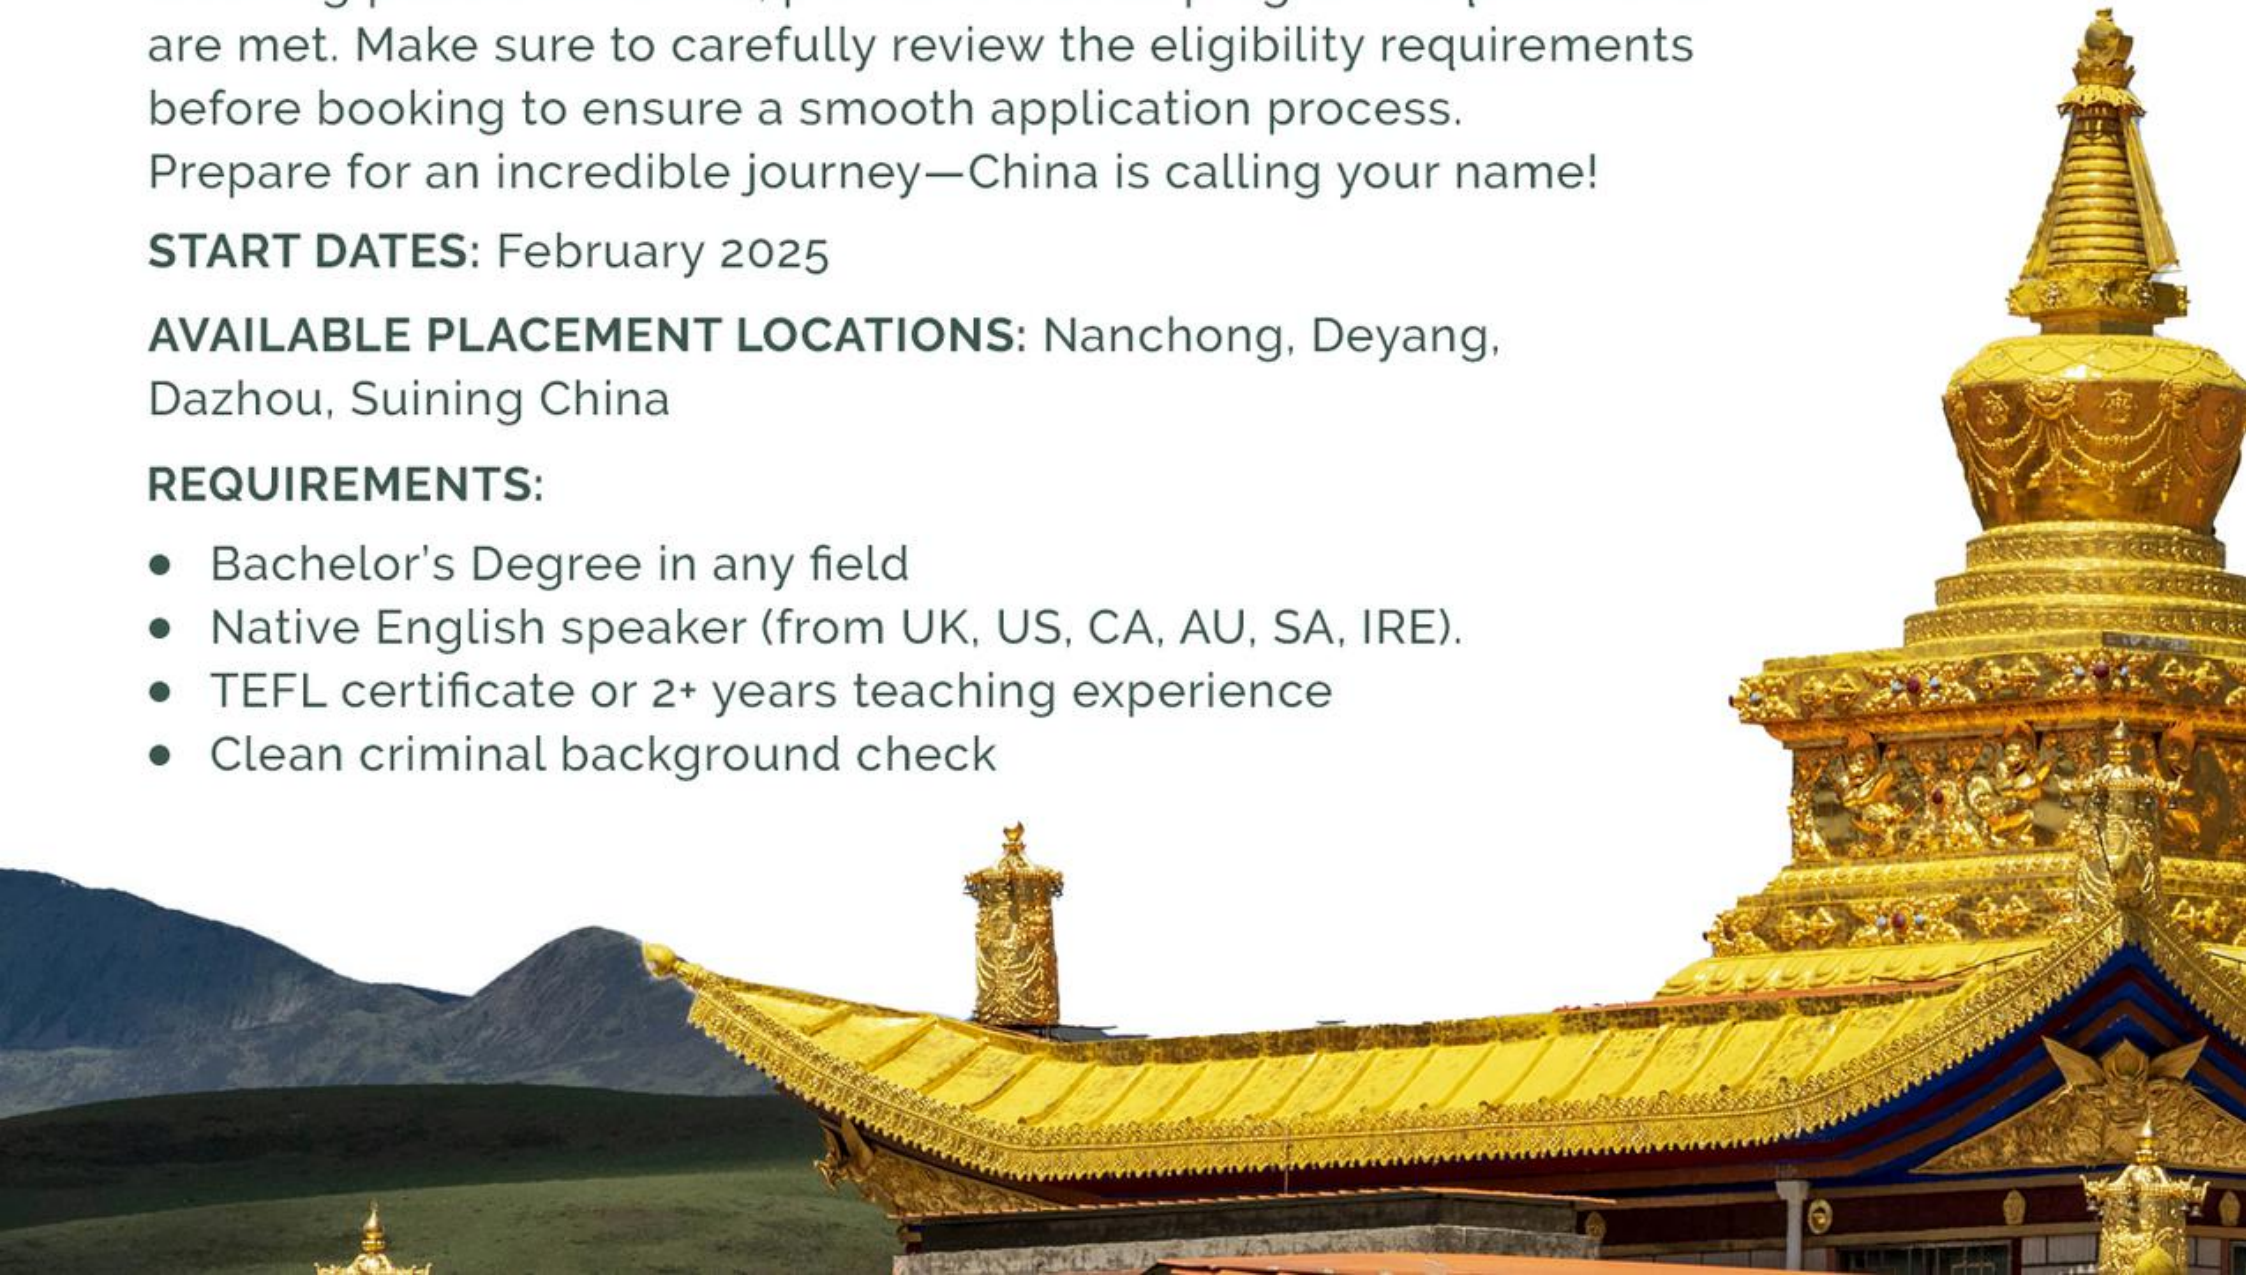 are met. Make sure to carefully review the eligibility requirements
before booking to ensure a smooth application process.
Prepare for an incredible journey—China is calling your name!
START DATES: February 2025
AVAILABLE PLACEMENT LOCATIONS: Nanchong, Deyang,
Dazhou, Suining China
REQUIREMENTS:
● Bachelor’s Degree in any field
● Native English speaker (from UK, US, CA, AU, SA, IRE).
● TEFL certificate or 2+ years teaching experience
● Clean criminal background check